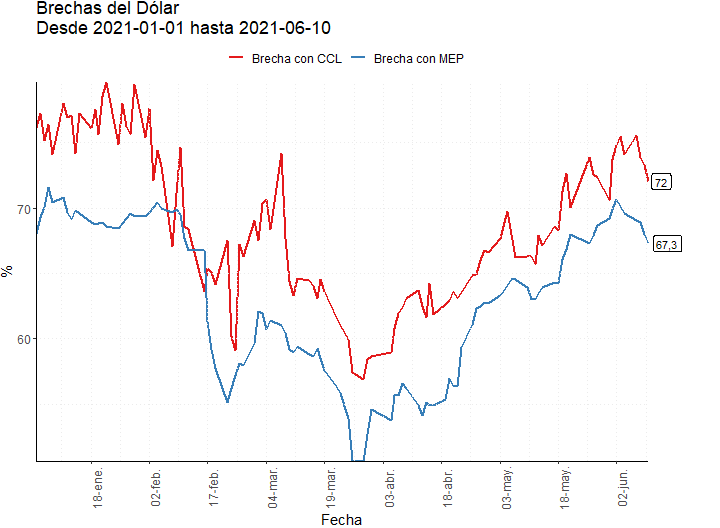 Brechas del Dólar
Desde 2021-01-01 hasta 2021-06-10
Brecha con CCL
Brecha con MEP
72
70
67,3
%
60
18-ene.
02-feb.
17-feb.
04-mar.
19-mar.
03-abr.
18-abr.
03-may.
18-may.
02-jun.
Fecha